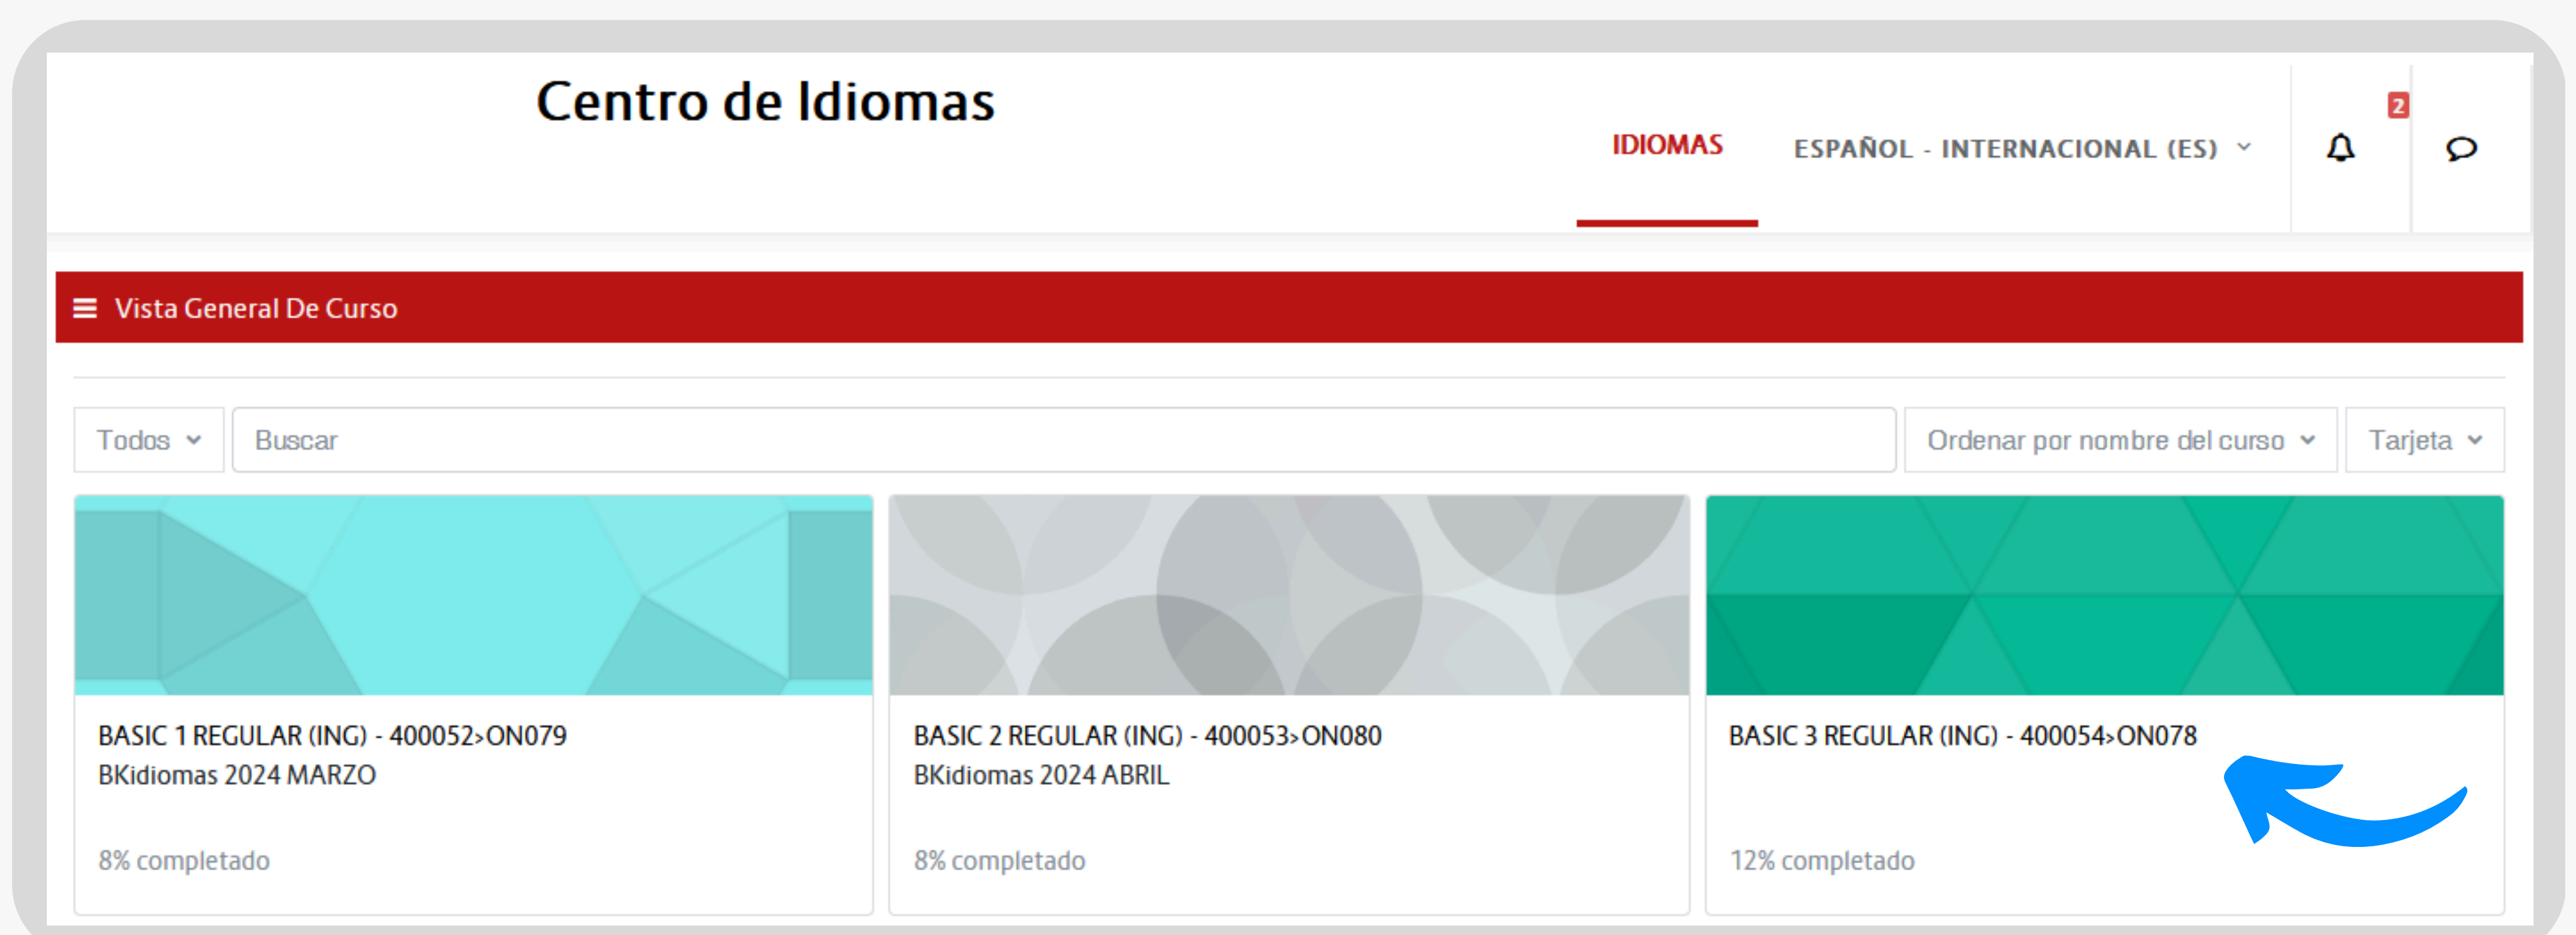 Centro de Idiomas
IDIOMAS
ESPAÑOL - INTERNACIONAL (ES)
2
Vista General De Curso
Todos
Buscar
Ordenar por nombre del curso
Tarjeta
BASIC 1 REGULAR (ING) - 400052>ON079
BKidiomas 2024 MARZO
8% completado
BASIC 2 REGULAR (ING) - 400053>ON080
BKidiomas 2024 ABRIL
8% completado
BASIC 3 REGULAR (ING) - 400054>ON078
12% completado